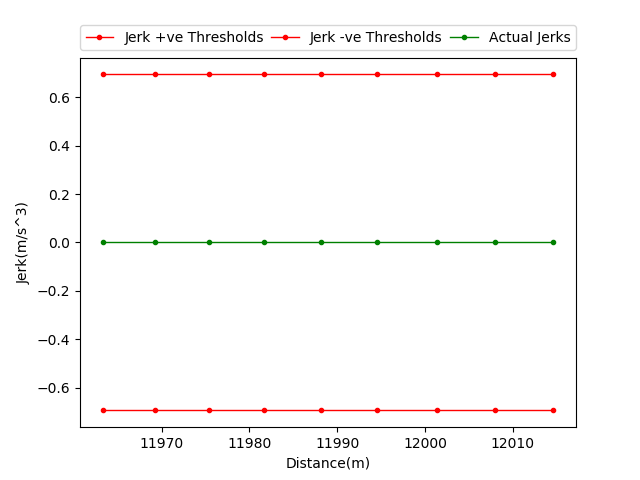 Jerk +ve Thresholds Jerk -ve Thresholds Actual Jerks
0.6
0.4
0.2
0.0
−0.2
−0.4
−0.6
Jerk(m/s^3)
11970 11980 11990 12000 12010
Distance(m)